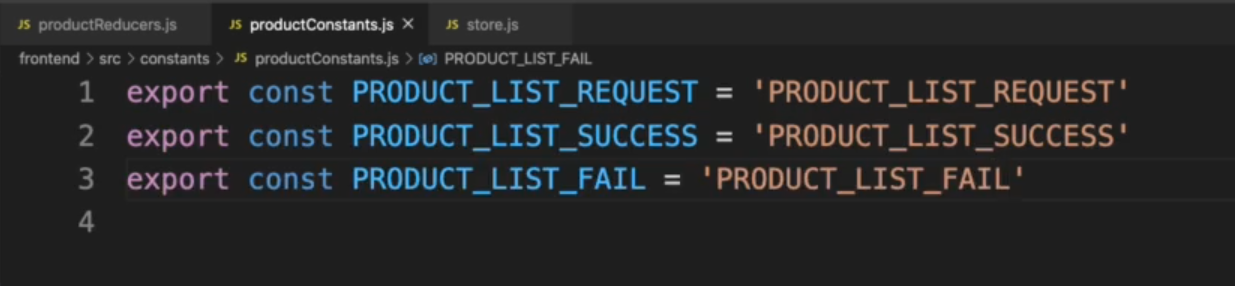 JS productReducers.js JS productConstants.js × JS store.js
frontend > src > constants > JS productConstants.js > PRODUCT_LIST_FAIL
1 export const PRODUCT_LIST_REQUEST = 'PRODUCT_LIST_REQUEST'
2 export const PRODUCT_LIST_SUCCESS = 'PRODUCT_LIST_SUCCESS'
3 export const PRODUCT_LIST_FAIL = 'PRODUCT_LIST_FAIL'
4